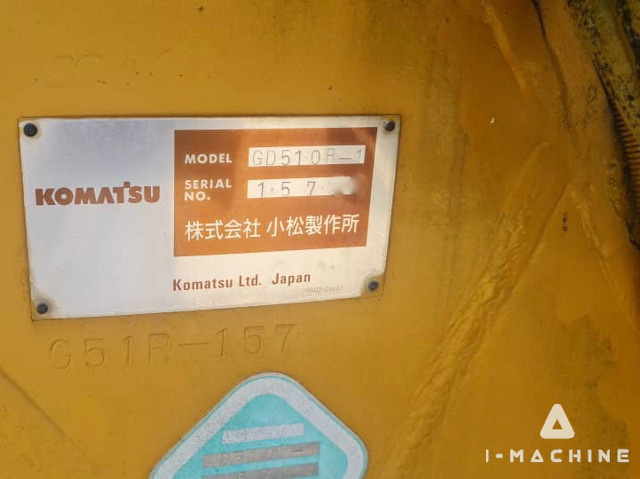 KOMATSU
MODEL GD510R-1
SERIAL NO. 157
株式会社 小松製作所
Komatsu Ltd. Japan
G51R-157
I-MACHINE